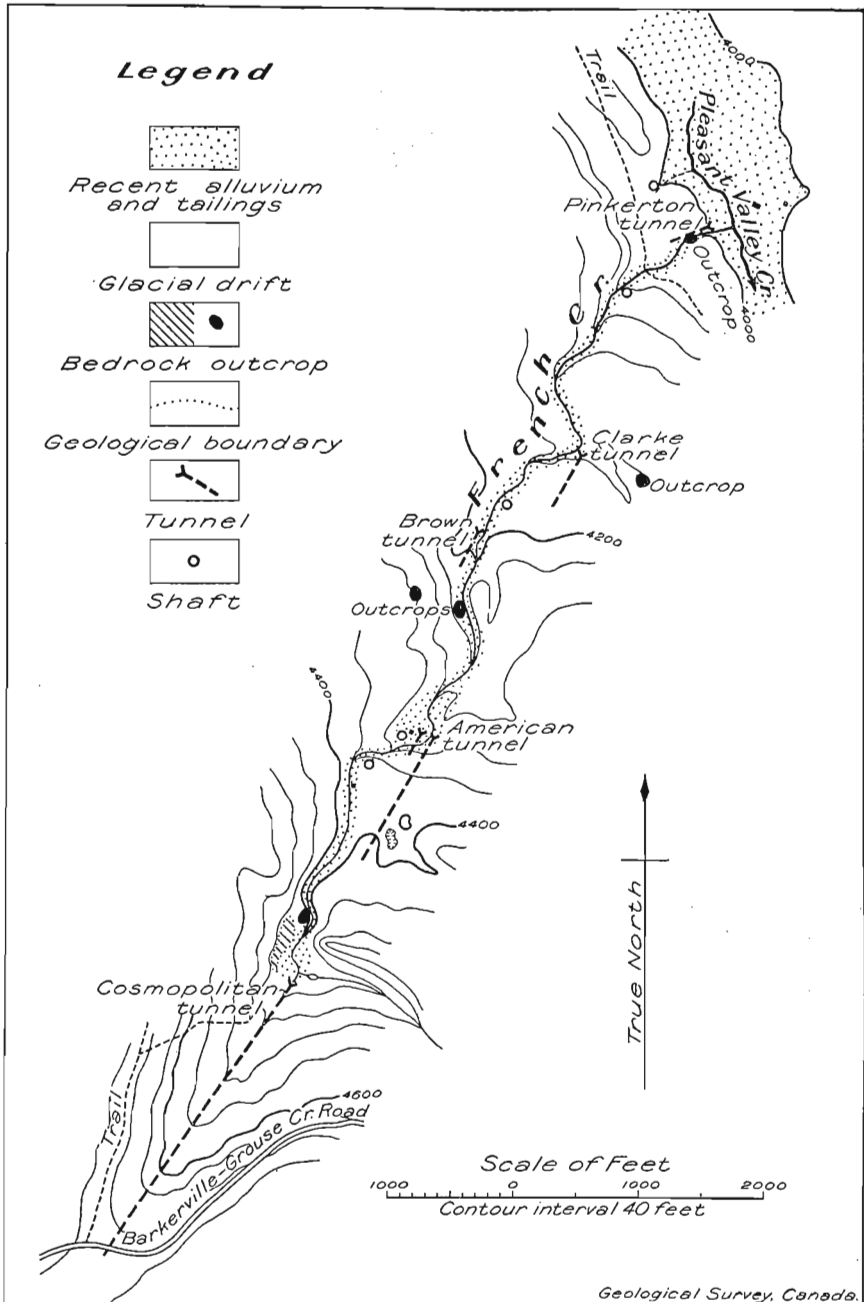 Legend
Recent alluvium
and tailings
Glacial drift
Bedrock outcrop
Geological boundary
Tunnel
Shaft
4000
Trail
Pleasant Valley Cr.
Pinkerton
tunnel
Outcrop
4000
French Cr.
Clarke
tunnel
Outcrop
Brown
tunnel
4200
Outcrops
4400
American
tunnel
4400
Cosmopolitan
tunnel
Trail
4600
Barkerville-Grouse Cr. Road
True North
Scale of Feet
1000 0 1000 2000
Contour interval 40 feet
Geological Survey, Canada.